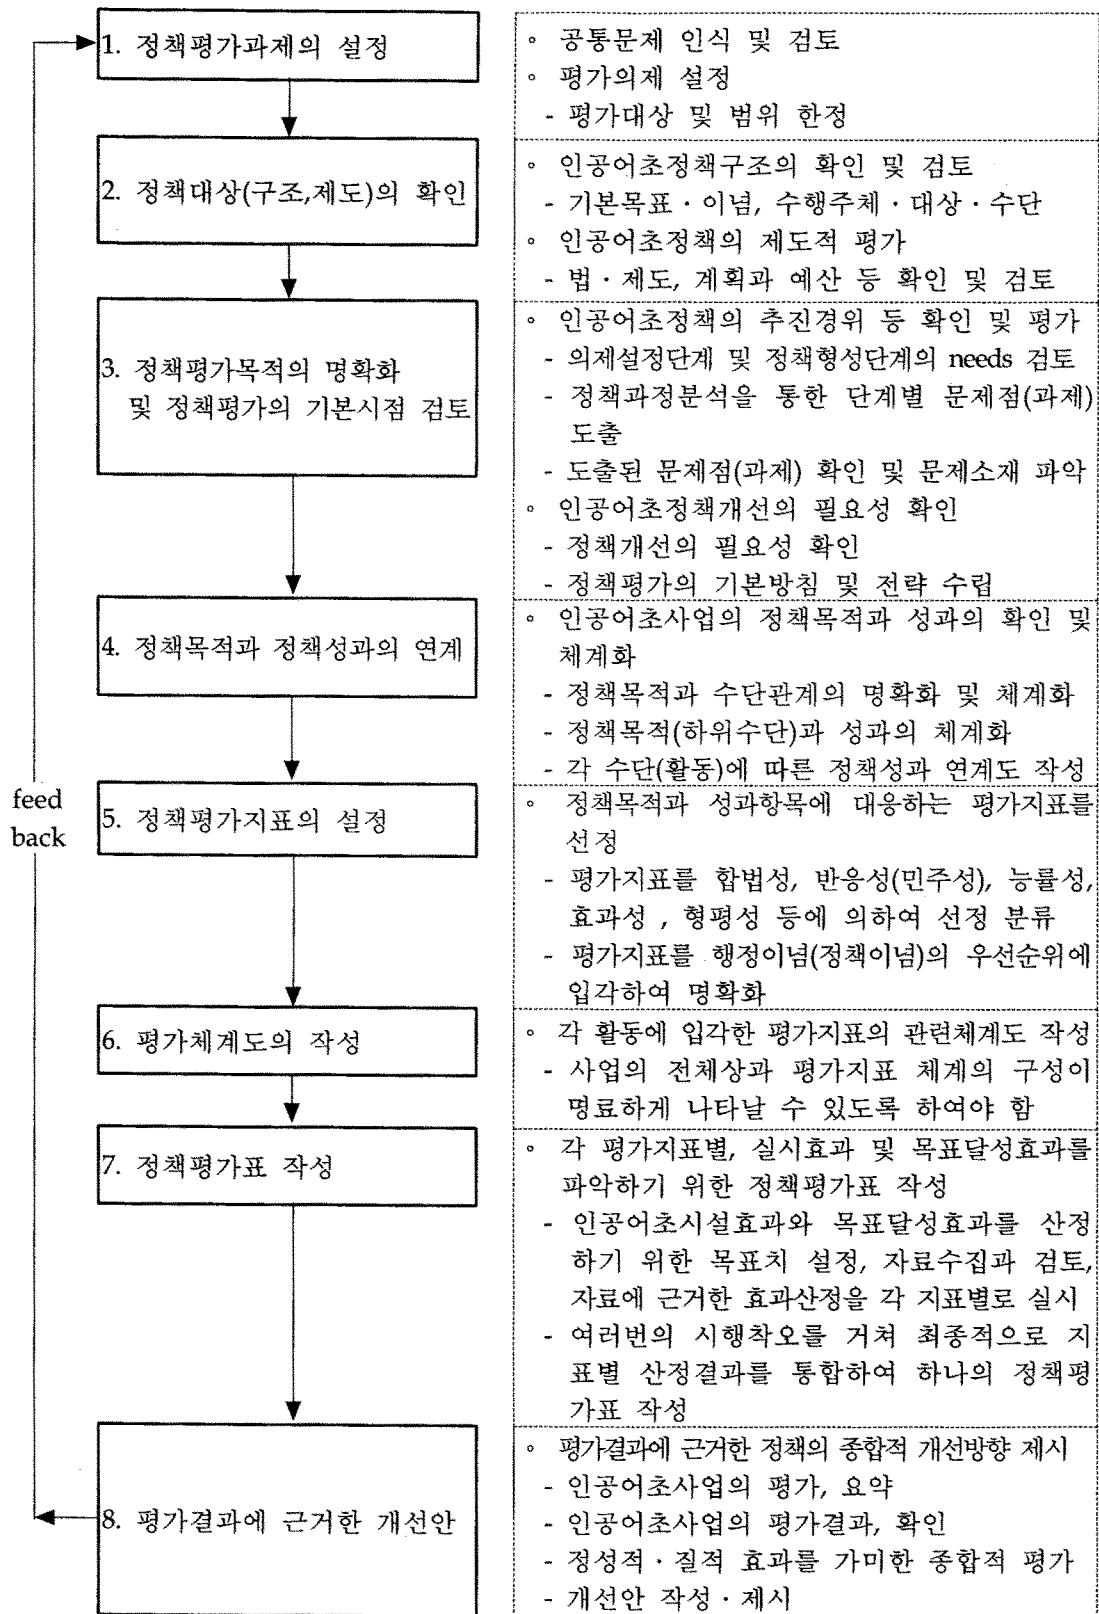 1. 정책평가과제의 설정
◦ 공통문제 인식 및 검토
◦ 평가의제 설정
- 평가대상 및 범위 한정
2. 정책대상(구조,제도)의 확인
◦ 인공어초정책구조의 확인 및 검토
- 기본목표 · 이념, 수행주체 · 대상 · 수단
◦ 인공어초정책의 제도적 평가
- 법 · 제도, 계획과 예산 등 확인 및 검토
3. 정책평가목적의 명확화
및 정책평가의 기본시점 검토
◦ 인공어초정책의 추진경위 등 확인 및 평가
- 의제설정단계 및 정책형성단계의 needs 검토
- 정책과정분석을 통한 단계별 문제점(과제)
도출
- 도출된 문제점(과제) 확인 및 문제소재 파악
◦ 인공어초정책개선의 필요성 확인
- 정책개선의 필요성 확인
- 정책평가의 기본방침 및 전략 수립
4. 정책목적과 정책성과의 연계
◦ 인공어초사업의 정책목적과 성과의 확인 및
체계화
- 정책목적과 수단관계의 명확화 및 체계화
- 정책목적(하위수단)과 성과의 체계화
- 각 수단(활동)에 따른 정책성과 연계도 작성
5. 정책평가지표의 설정
◦ 정책목적과 성과항목에 대응하는 평가지표를
선정
- 평가지표를 합법성, 반응성(민주성), 능률성,
효과성 , 형평성 등에 의하여 선정 분류
- 평가지표를 행정이념(정책이념)의 우선순위에
입각하여 명확화
6. 평가체계도의 작성
◦ 각 활동에 입각한 평가지표의 관련체계도 작성
- 사업의 전체상과 평가지표 체계의 구성이
명료하게 나타날 수 있도록 하여야 함
7. 정책평가표 작성
◦ 각 평가지표별, 실시효과 및 목표달성효과를
파악하기 위한 정책평가표 작성
- 인공어초시설효과와 목표달성효과를 산정
하기 위한 목표치 설정, 자료수집과 검토,
자료에 근거한 효과산정을 각 지표별로 실시
- 여러번의 시행착오를 거쳐 최종적으로 지
표별 산정결과를 통합하여 하나의 정책평
가표 작성
8. 평가결과에 근거한 개선안
◦ 평가결과에 근거한 정책의 종합적 개선방향 제시
- 인공어초사업의 평가, 요약
- 인공어초사업의 평가결과, 확인
- 정성적 · 질적 효과를 가미한 종합적 평가
- 개선안 작성 · 제시
feed
back